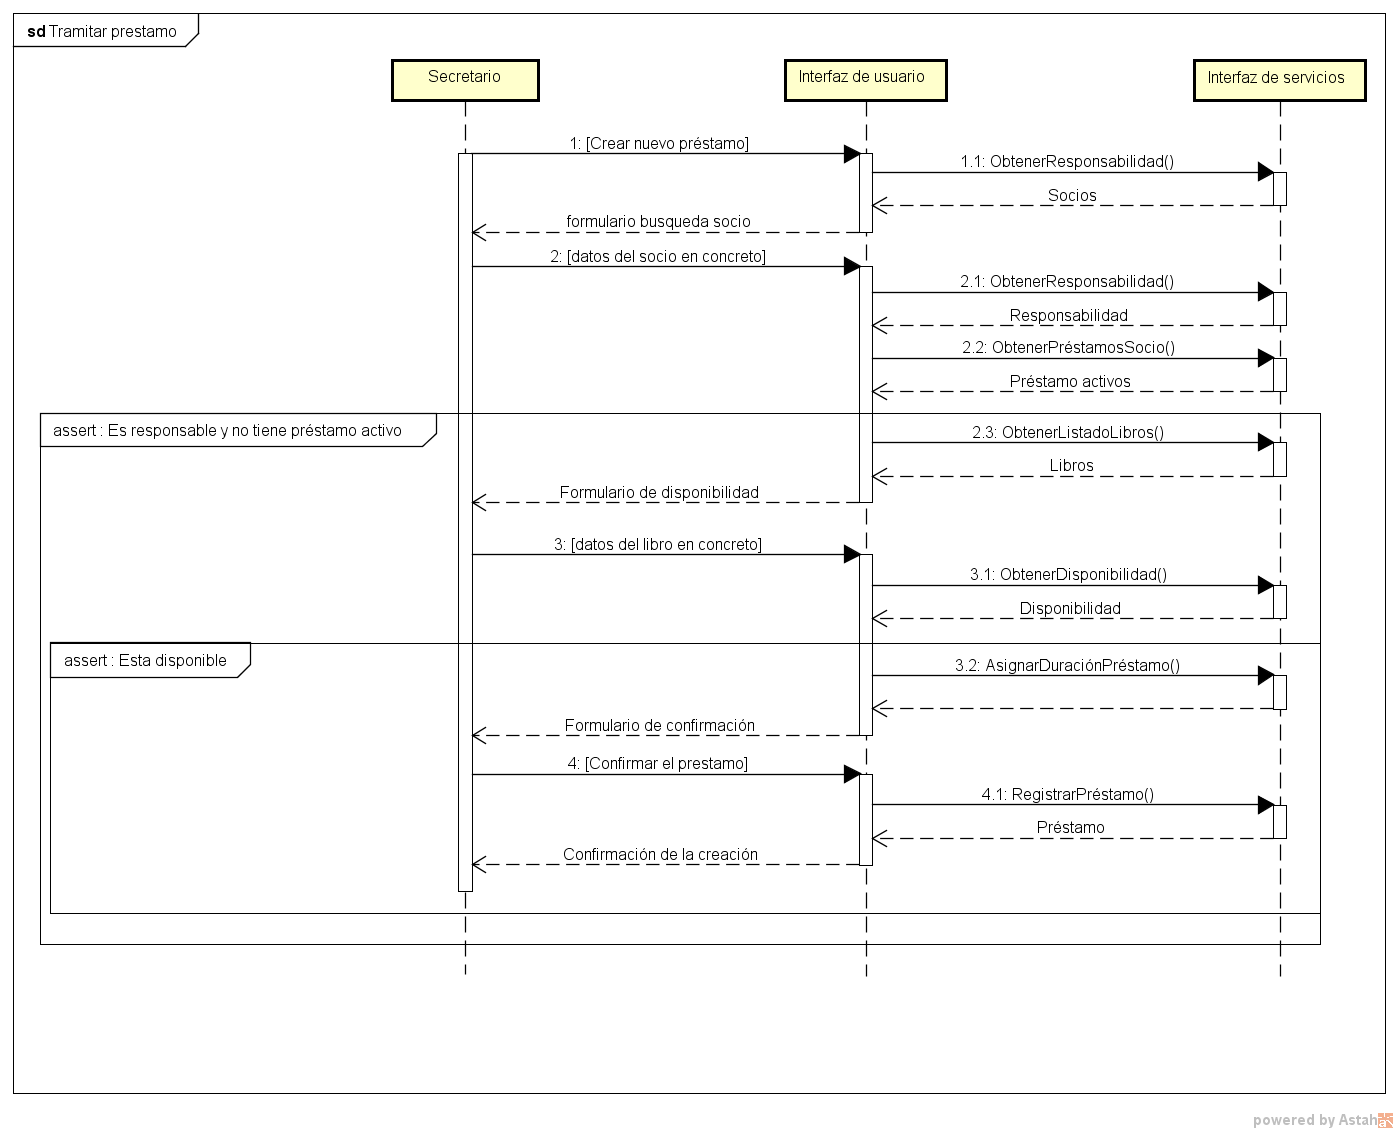 sd Tramitar prestamo
Secretario
Interfaz de usuario
Interfaz de servicios
1: [Crear nuevo préstamo]
1.1: ObtenerResponsabilidad()
Socios
formulario busqueda socio
2: [datos del socio en concreto]
2.1: ObtenerResponsabilidad()
Responsabilidad
2.2: ObtenerPréstamosSocio()
Préstamo activos
assert : Es responsable y no tiene préstamo activo
2.3: ObtenerListadoLibros()
Libros
Formulario de disponibilidad
3: [datos del libro en concreto]
3.1: ObtenerDisponibilidad()
Disponibilidad
assert : Esta disponible
3.2: AsignarDuraciónPréstamo()
Formulario de confirmación
4: [Confirmar el prestamo]
4.1: RegistrarPréstamo()
Préstamo
Confirmación de la creación
powered by Astah